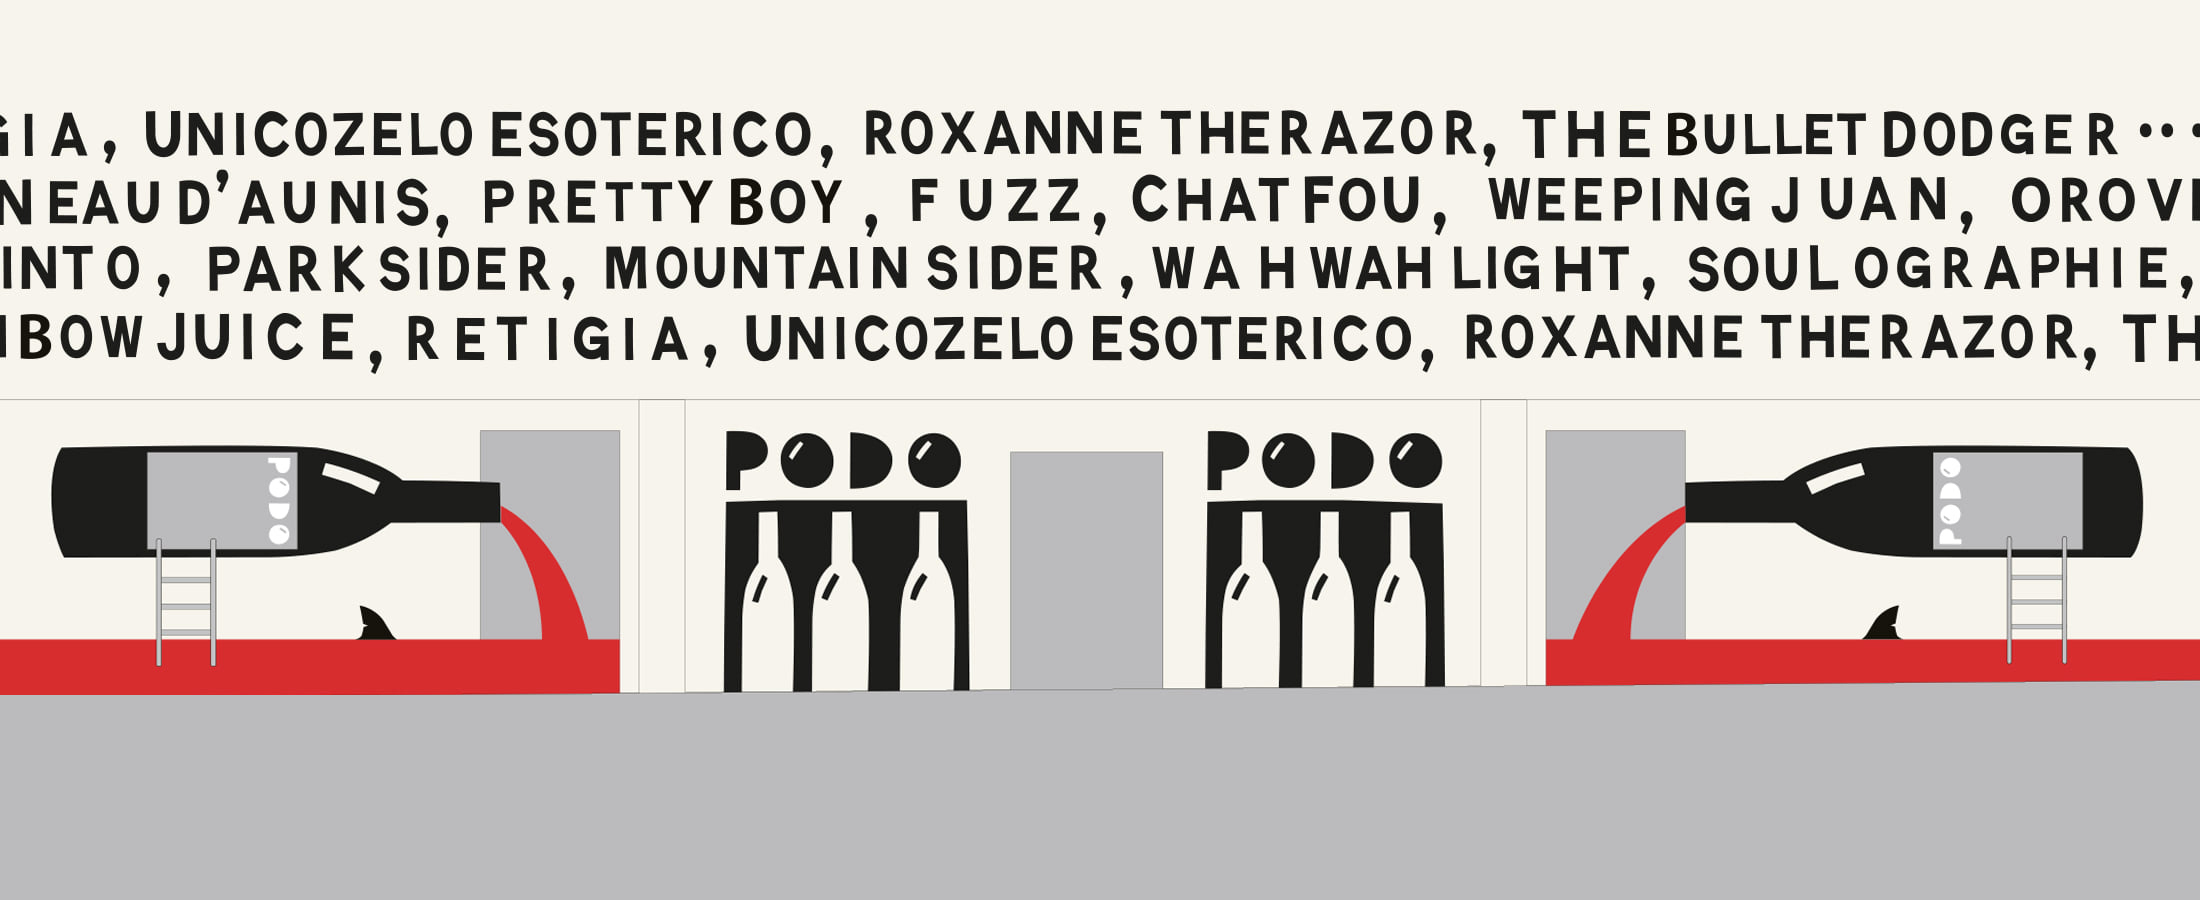 GIA, UNICOZELO ESOTERICO, ROXANNE THE RAZOR, THE BULLET DODGER ...
NEAU D'AUNIS, PRETTY BOY, FUZZ, CHAT FOU, WEEPING JUAN, OROVI
INTO, PARKSIDER, MOUNTAIN SIDER, WAH WAH LIGHT, SOULOGRAPHIE,
BOW JUICE, RETIGIA, UNICOZELO ESOTERICO, ROXANNE THE RAZOR, TH
PODO PODO
PODO PODO